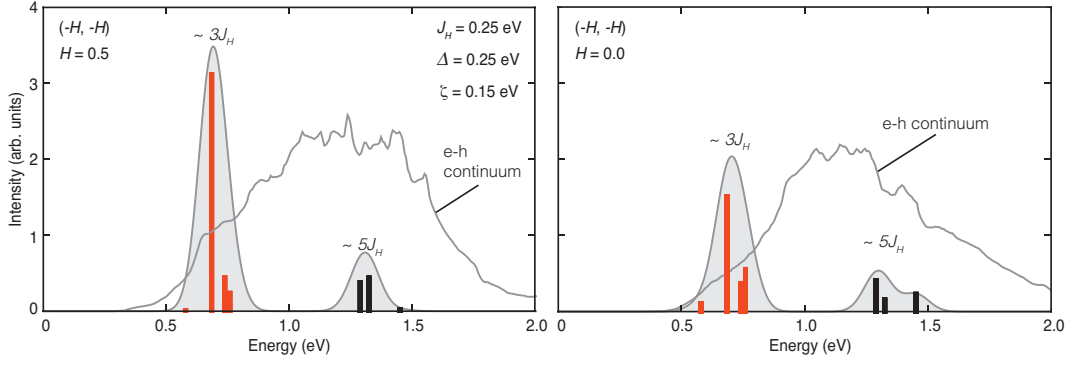 (-H, -H)
H = 0.5
~ 3J_H
J_H = 0.25 eV
Δ = 0.25 eV
ζ = 0.15 eV
e-h
continuum
~ 5J_H
Intensity (arb. units)
4
3
2
1
0
0 0.5 1.0 1.5 2.0
Energy (eV)
(-H, -H)
H = 0.0
~ 3J_H
e-h continuum
~ 5J_H
0 0.5 1.0 1.5 2.0
Energy (eV)